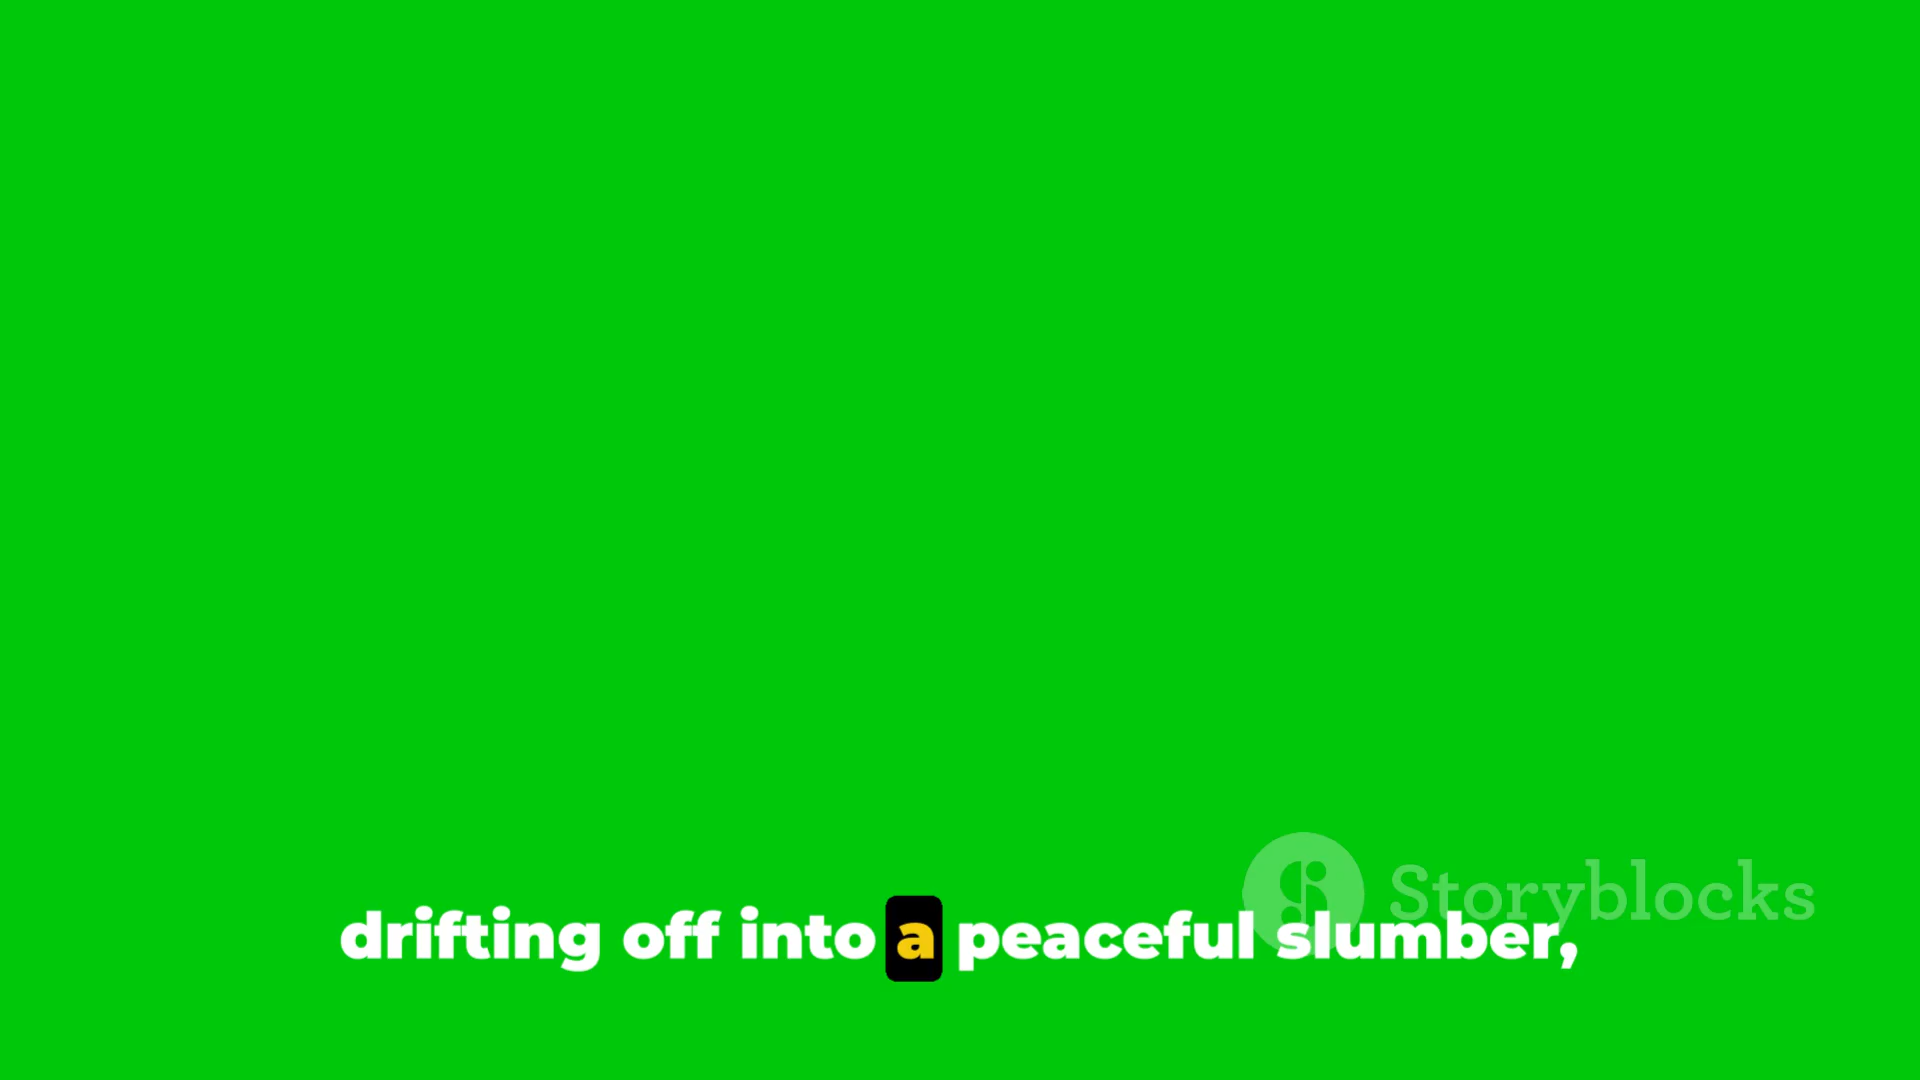 Storyblocks
drifting off into a peaceful slumber,